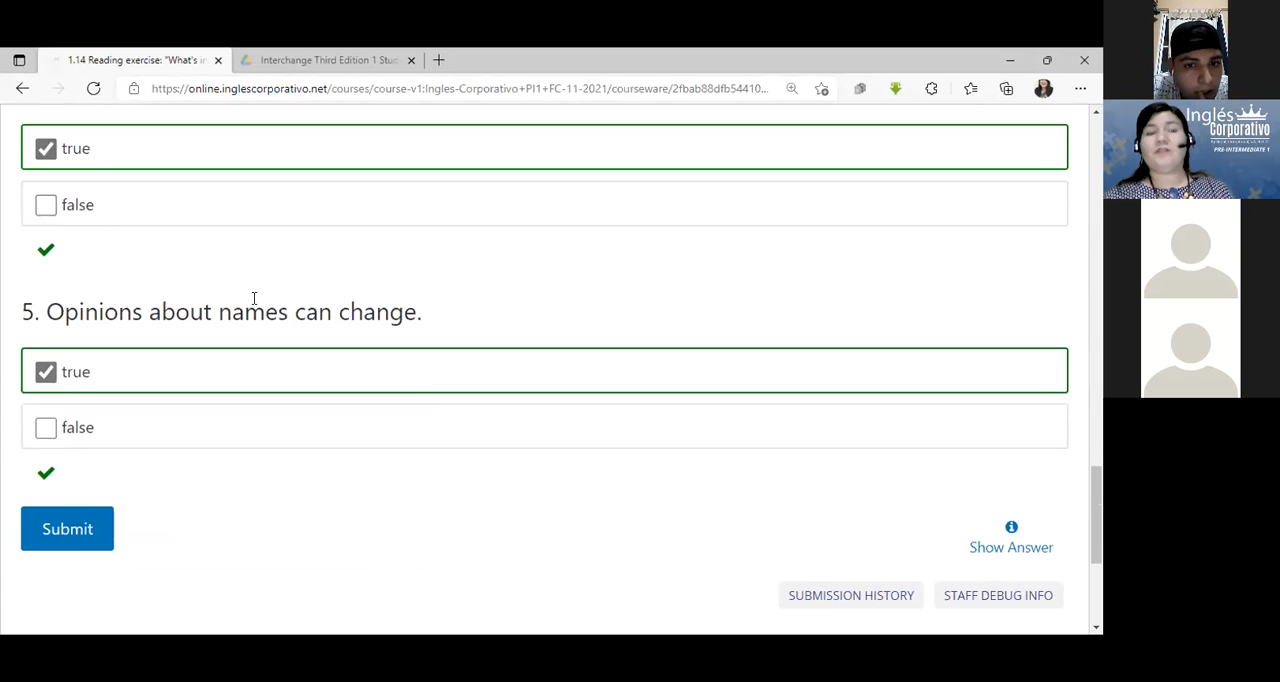 1.14 Reading exercise: "What's in
Interchange Third Edition 1 Stud
https://online.inglescorporativo.net/courses/course-v1:Ingles-Corporativo+PI1+FC-11-2021/courseware/2fbab88dfb54410...
true
false
5. Opinions about names can change.
true
false
Submit
Show Answer
SUBMISSION HISTORY
STAFF DEBUG INFO
Inglés
Corporativo
PRE-INTERMEDIATE 1